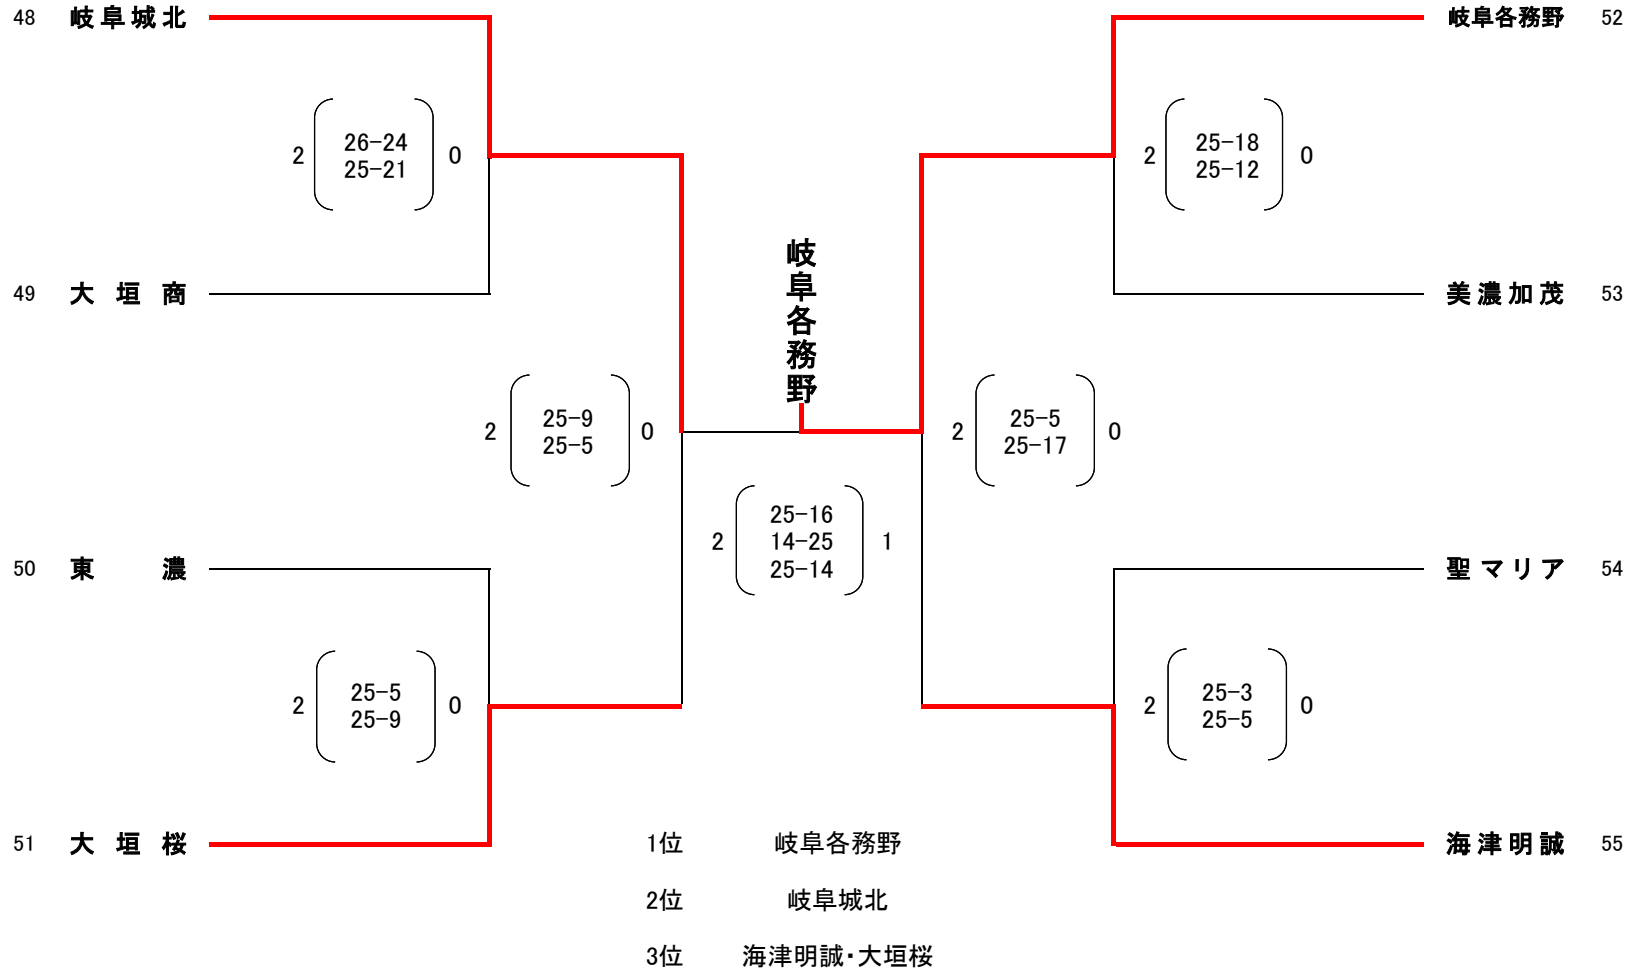 48 岐阜城北
岐阜各務野 52
2 26-24 0
25-21
2 25-18 0
25-12
岐阜各務野
49 大垣商
美濃加茂 53
2 25-9 0
25-5
2 25-5 0
25-17
2 25-16 1
14-25
25-14
50 東濃
聖マリア 54
2 25-5 0
25-9
2 25-3 0
25-5
51 大垣桜
海津明誠 55
1位 岐阜各務野
2位 岐阜城北
3位 海津明誠・大垣桜